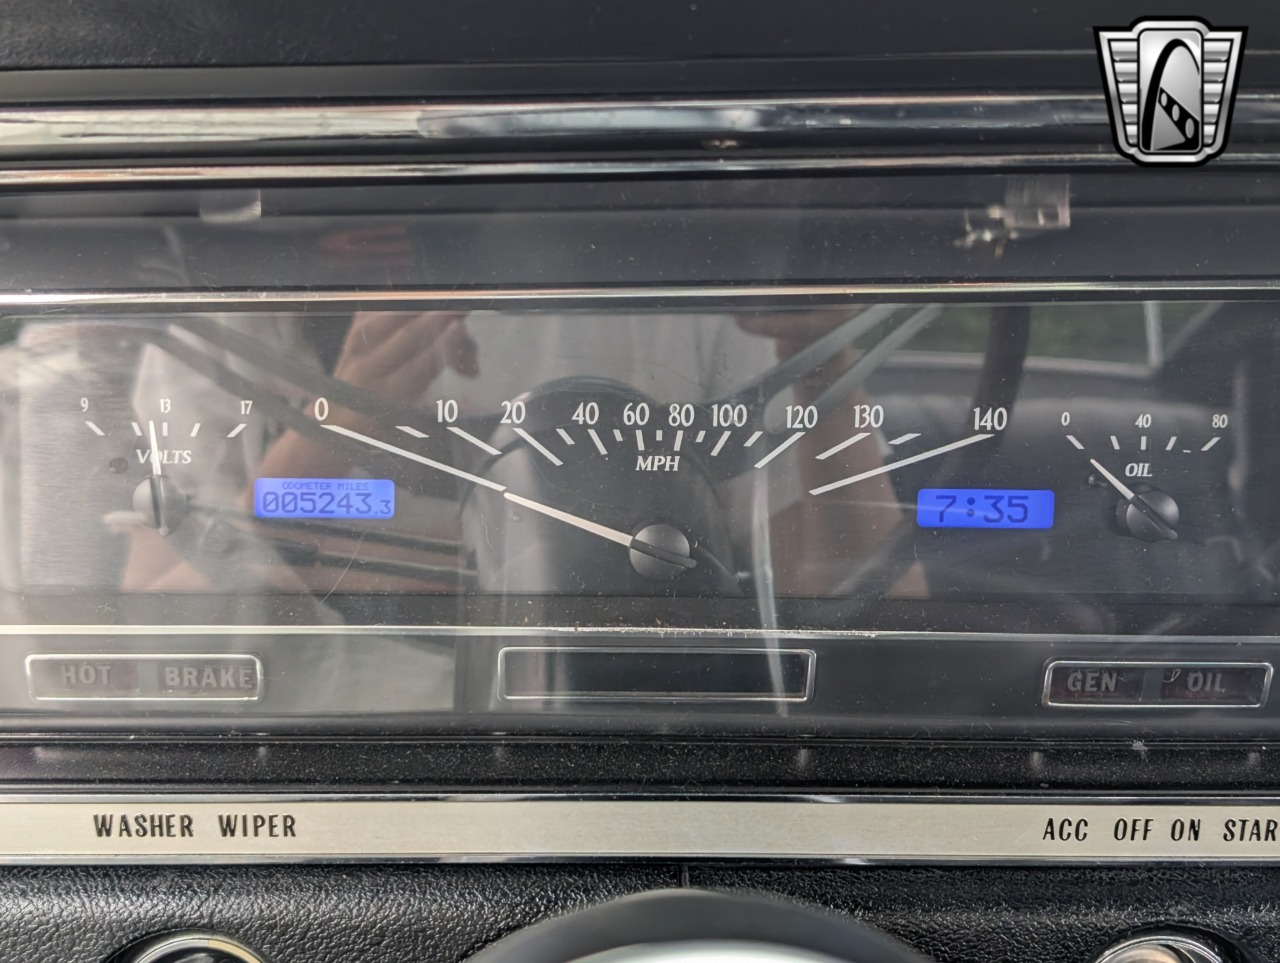 9 13 17 0 10 20 40 60 80 100 120 130 140 0 40 80
VOLTS MPH OIL
ODOMETER MILES
005243.3 7:35
HOT BRAKE GEN OIL
WASHER WIPER ACC OFF ON STAR